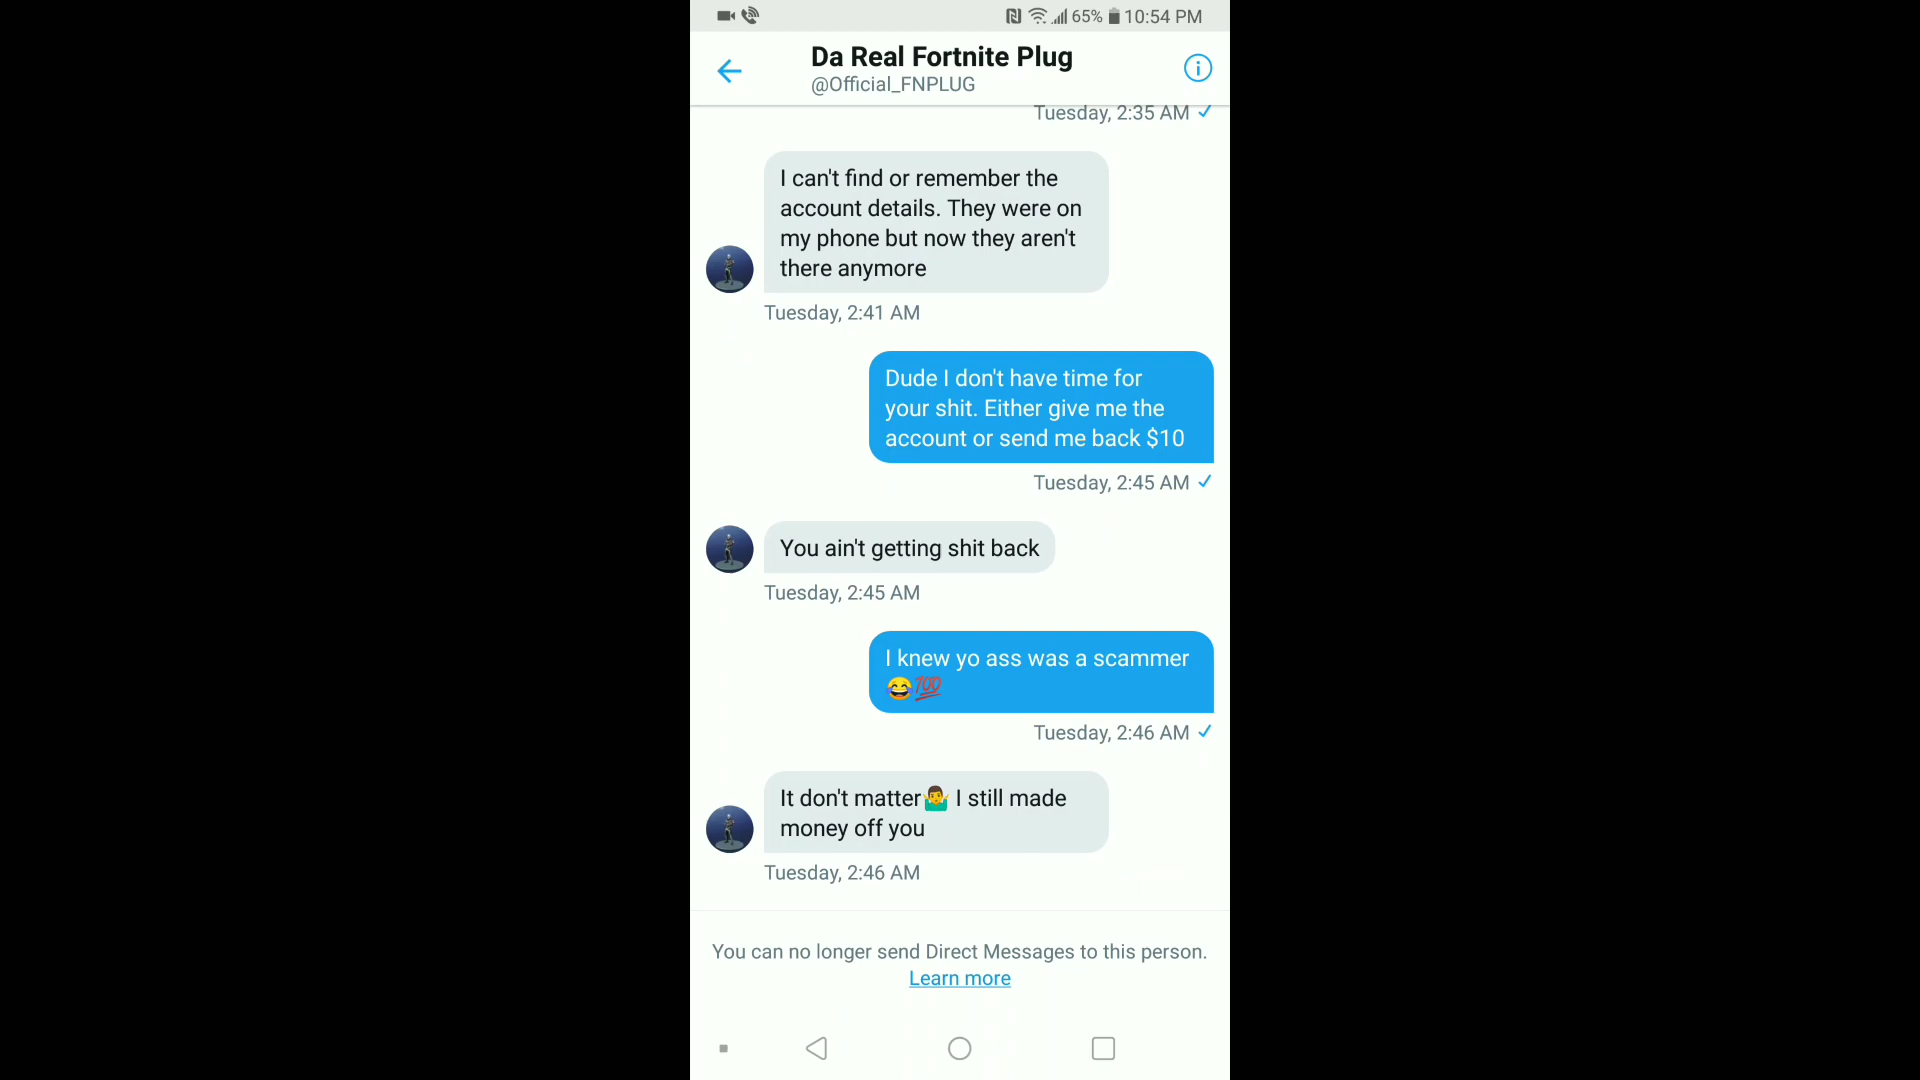 65% 10:54 PM
Da Real Fortnite Plug
@Official_FNPLUG
Tuesday, 2:35 AM ✓
I can't find or remember the
account details. They were on
my phone but now they aren't
there anymore
Tuesday, 2:41 AM
Dude I don't have time for
your shit. Either give me the
account or send me back $10
Tuesday, 2:45 AM ✓
You ain't getting shit back
Tuesday, 2:45 AM
I knew yo ass was a scammer
😂💯
Tuesday, 2:46 AM ✓
It don't matter🤷‍♂️ I still made
money off you
Tuesday, 2:46 AM
You can no longer send Direct Messages to this person.
Learn more